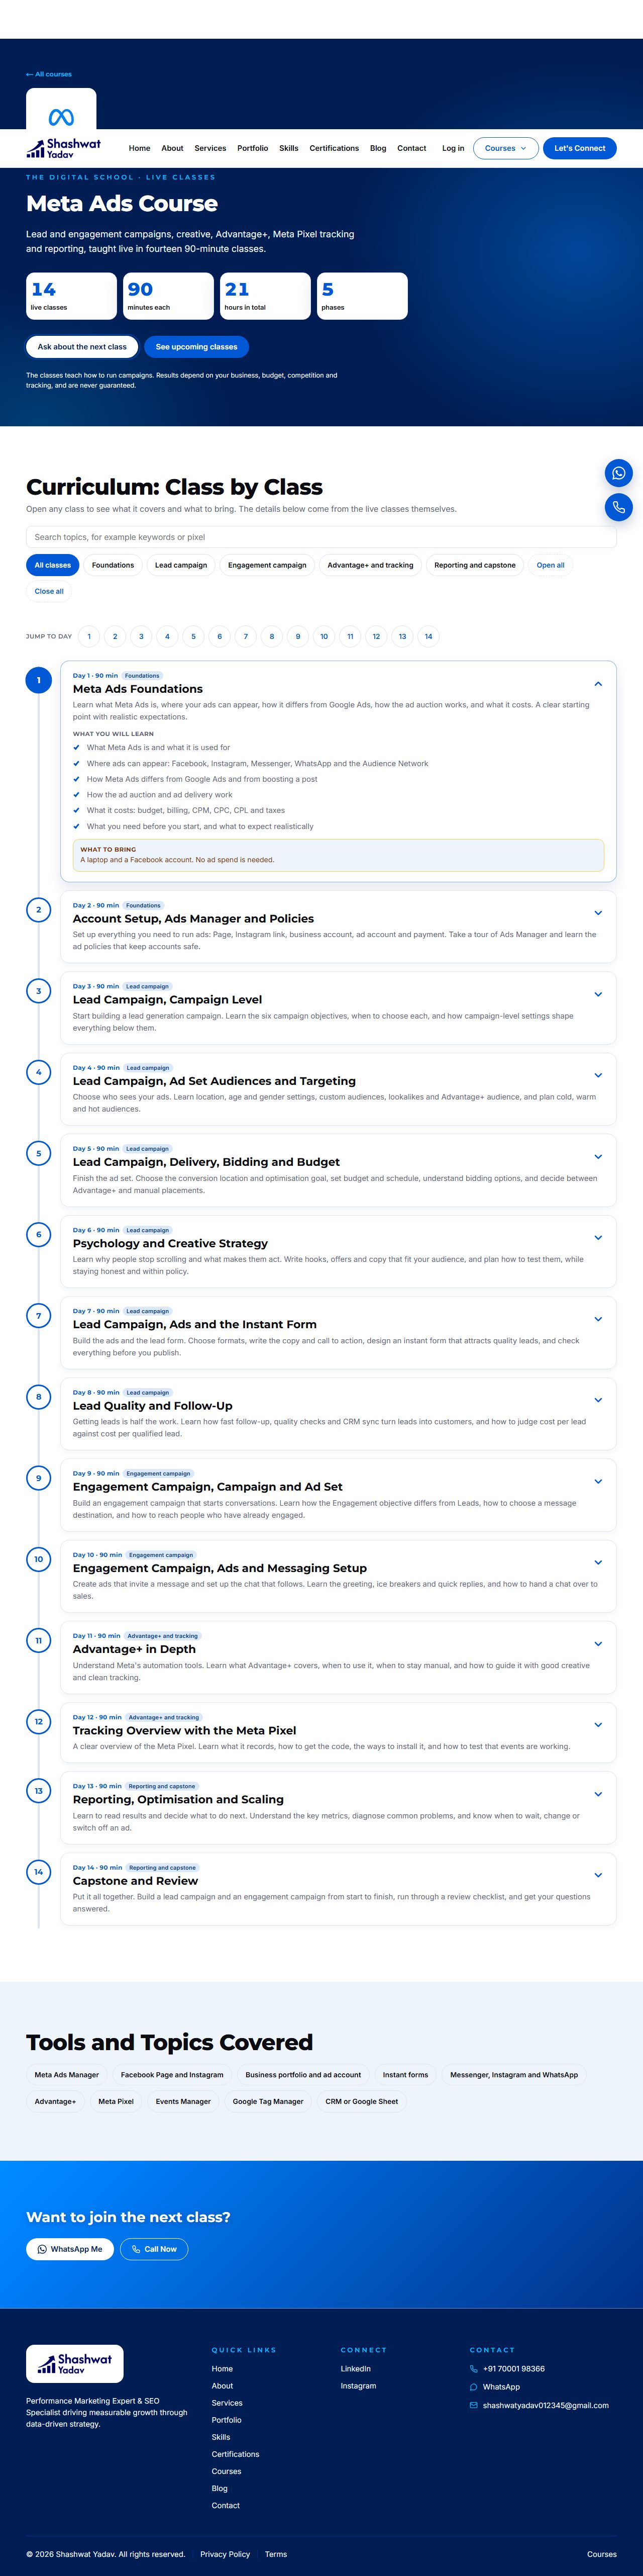 ← All courses
Shashwat
Yadav
Home
About
Services
Portfolio
Skills
Certifications
Blog
Contact
Log in
Courses
Let's Connect
THE DIGITAL SCHOOL · LIVE CLASSES
Meta Ads Course
Lead and engagement campaigns, creative, Advantage+, Meta Pixel tracking
and reporting, taught live in fourteen 90-minute classes.
14
live classes
90
minutes each
21
hours in total
5
phases
Ask about the next class
See upcoming classes
The classes teach how to run campaigns. Results depend on your business, budget, competition and
tracking, and are never guaranteed.
Curriculum: Class by Class
Open any class to see what it covers and what to bring. The details below come from the live classes themselves.
Search topics, for example keywords or pixel
All classes
Foundations
Lead campaign
Engagement campaign
Advantage+ and tracking
Reporting and capstone
Open all
Close all
JUMP TO DAY
1
2
3
4
5
6
7
8
9
10
11
12
13
14
1
Day 1 · 90 min Foundations
Meta Ads Foundations
Learn what Meta Ads is, where your ads can appear, how it differs from Google Ads, how the ad auction works, and what it costs. A clear starting
point with realistic expectations.
WHAT YOU WILL LEARN
What Meta Ads is and what it is used for
Where ads can appear: Facebook, Instagram, Messenger, WhatsApp and the Audience Network
How Meta Ads differs from Google Ads and from boosting a post
How the ad auction and ad delivery work
What it costs: budget, billing, CPM, CPC, CPL and taxes
What you need before you start, and what to expect realistically
WHAT TO BRING
A laptop and a Facebook account. No ad spend is needed.
2
Day 2 · 90 min Foundations
Account Setup, Ads Manager and Policies
Set up everything you need to run ads: Page, Instagram link, business account, ad account and payment. Take a tour of Ads Manager and learn the
ad policies that keep accounts safe.
3
Day 3 · 90 min Lead campaign
Lead Campaign, Campaign Level
Start building a lead generation campaign. Learn the six campaign objectives, when to choose each, and how campaign-level settings shape
everything below them.
4
Day 4 · 90 min Lead campaign
Lead Campaign, Ad Set Audiences and Targeting
Choose who sees your ads. Learn location, age and gender settings, custom audiences, lookalikes and Advantage+ audience, and plan cold, warm
and hot audiences.
5
Day 5 · 90 min Lead campaign
Lead Campaign, Delivery, Bidding and Budget
Finish the ad set. Choose the conversion location and optimisation goal, set budget and schedule, understand bidding options, and decide between
Advantage+ and manual placements.
6
Day 6 · 90 min Lead campaign
Psychology and Creative Strategy
Learn why people stop scrolling and what makes them act. Write hooks, offers and copy that fit your audience, and plan how to test them, while
staying honest and within policy.
7
Day 7 · 90 min Lead campaign
Lead Campaign, Ads and the Instant Form
Build the ads and the lead form. Choose formats, write the copy and call to action, design an instant form that attracts quality leads, and check
everything before you publish.
8
Day 8 · 90 min Lead campaign
Lead Quality and Follow-Up
Getting leads is half the work. Learn how fast follow-up, quality checks and CRM sync turn leads into customers, and how to judge cost per lead
against cost per qualified lead.
9
Day 9 · 90 min Engagement campaign
Engagement Campaign, Campaign and Ad Set
Build an engagement campaign that starts conversations. Learn how the Engagement objective differs from Leads, how to choose a message
destination, and how to reach people who have already engaged.
10
Day 10 · 90 min Engagement campaign
Engagement Campaign, Ads and Messaging Setup
Create ads that invite a message and set up the chat that follows. Learn the greeting, ice breakers and quick replies, and how to hand a chat over to
sales.
11
Day 11 · 90 min Advantage+ and tracking
Advantage+ in Depth
Understand Meta's automation tools. Learn what Advantage+ covers, when to use it, when to stay manual, and how to guide it with good creative
and clean tracking.
12
Day 12 · 90 min Advantage+ and tracking
Tracking Overview with the Meta Pixel
A clear overview of the Meta Pixel. Learn what it records, how to get the code, the ways to install it, and how to test that events are working.
13
Day 13 · 90 min Reporting and capstone
Reporting, Optimisation and Scaling
Learn to read results and decide what to do next. Understand the key metrics, diagnose common problems, and know when to wait, change or
switch off an ad.
14
Day 14 · 90 min Reporting and capstone
Capstone and Review
Put it all together. Build a lead campaign and an engagement campaign from start to finish, run through a review checklist, and get your questions
answered.
Tools and Topics Covered
Meta Ads Manager
Facebook Page and Instagram
Business portfolio and ad account
Instant forms
Messenger, Instagram and WhatsApp
Advantage+
Meta Pixel
Events Manager
Google Tag Manager
CRM or Google Sheet
Want to join the next class?
WhatsApp Me
Call Now
Shashwat
Yadav
Performance Marketing Expert & SEO
Specialist driving measurable growth through
data-driven strategy.
QUICK LINKS
Home
About
Services
Portfolio
Skills
Certifications
Courses
Blog
Contact
CONNECT
LinkedIn
Instagram
CONTACT
+91 70001 98366
WhatsApp
shashwatyadav012345@gmail.com
© 2026 Shashwat Yadav. All rights reserved.
Privacy Policy
Terms
Courses